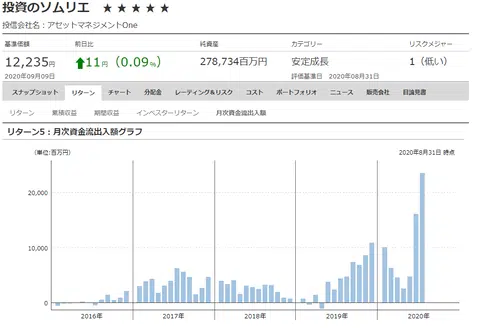 投資のソムリエ ★★★★★
投信会社名：アセットマネジメントOne
基準価額 前日比 純資産 カテゴリー リスクメジャー
12,235円 11円 (0.09%) 278,734百万円 安定成長 1（低い）
2020年09月09日 評価基準日 2020年08月31日
スナップショット リターン チャート 分配金 レーティング&リスク コスト ポートフォリオ ニュース 販売会社 目論見書
リターン 累積収益 期間収益 インベスターリターン 月次資金流出入額
リターン5：月次資金流出入額グラフ
(単位:百万円) 2020年8月31日 時点
20,000
10,000
0
2016年 2017年 2018年 2019年 2020年